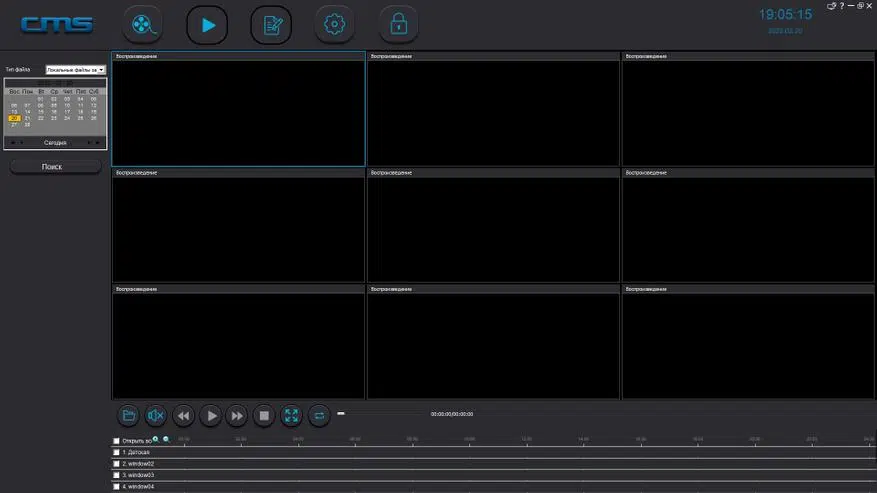 cms
19:05:15
Тип файла
Локальные файлы за
Вос Пон Вт Ср Чет Пят Суб
01 02 03 04 05
06 07 08 09 10 11 12
13 14 15 16 17 18 19
20 21 22 23 24 25 26
27 28
Сегодня
Поиск
Воспроизведение
Воспроизведение
Воспроизведение
Воспроизведение
Воспроизведение
Воспроизведение
Воспроизведение
Воспроизведение
Воспроизведение
00:00:00/00:00:00
Открыть во
00:00 02:00 04:00 06:00 08:00 10:00 12:00 14:00 16:00 18:00 20:00 22:00 24:00
1. Детская
2. window02
3. window03
4. window04